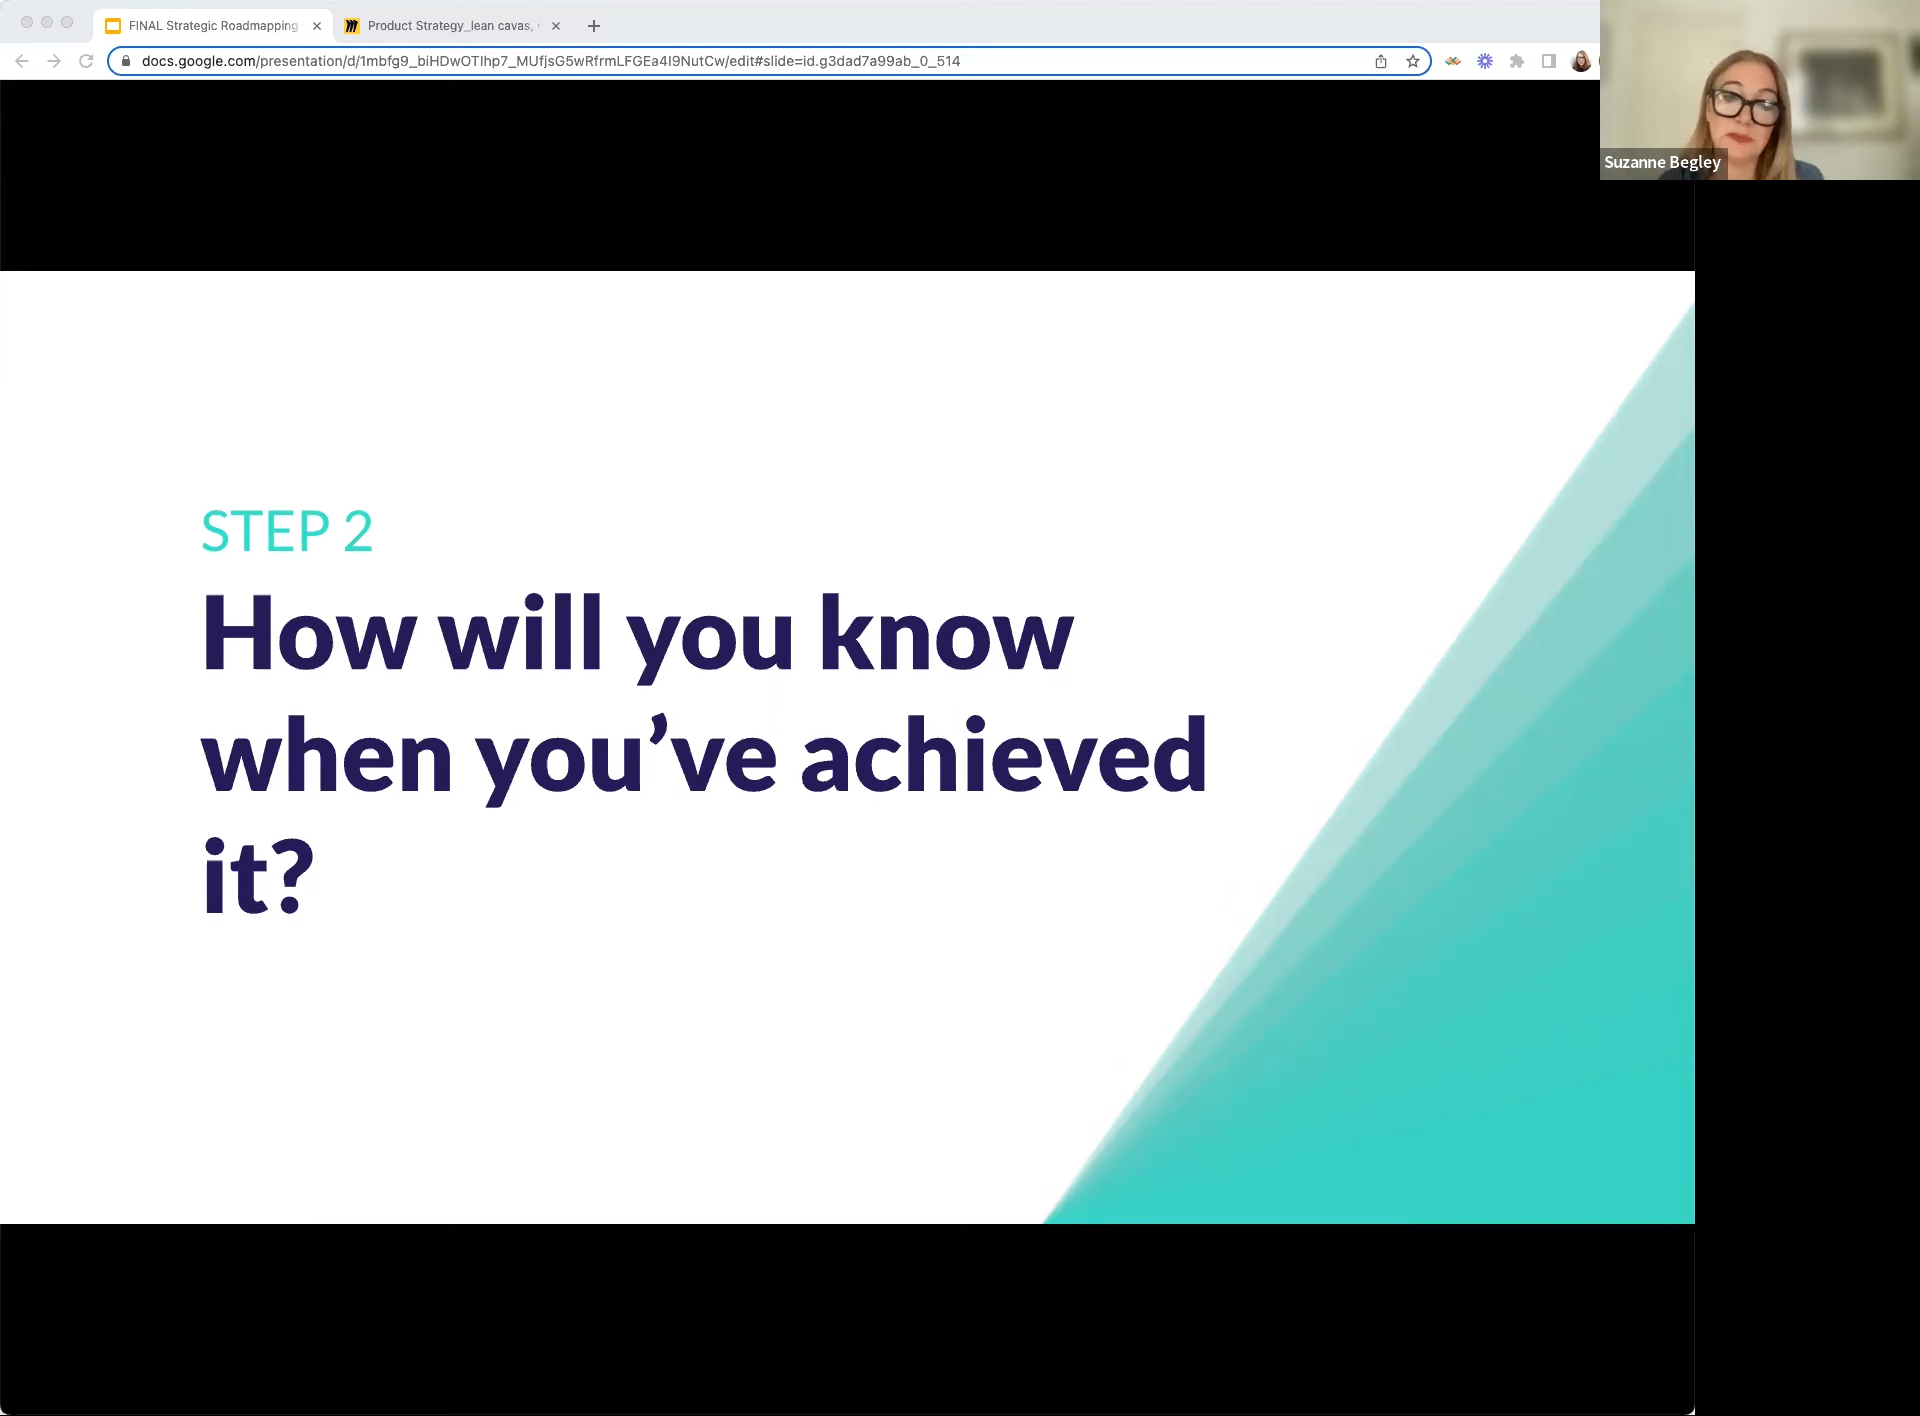 FINAL Strategic Roadmapping
Product Strategy_lean cavas,
docs.google.com/presentation/d/1mbfg9_biHDwOTIhp7_MUfjsG5wRfrmLFGEa4I9NutCw/edit#slide=id.g3dad7a99ab_0_514
Suzanne Begley
STEP 2
How will you know
when you’ve achieved
it?